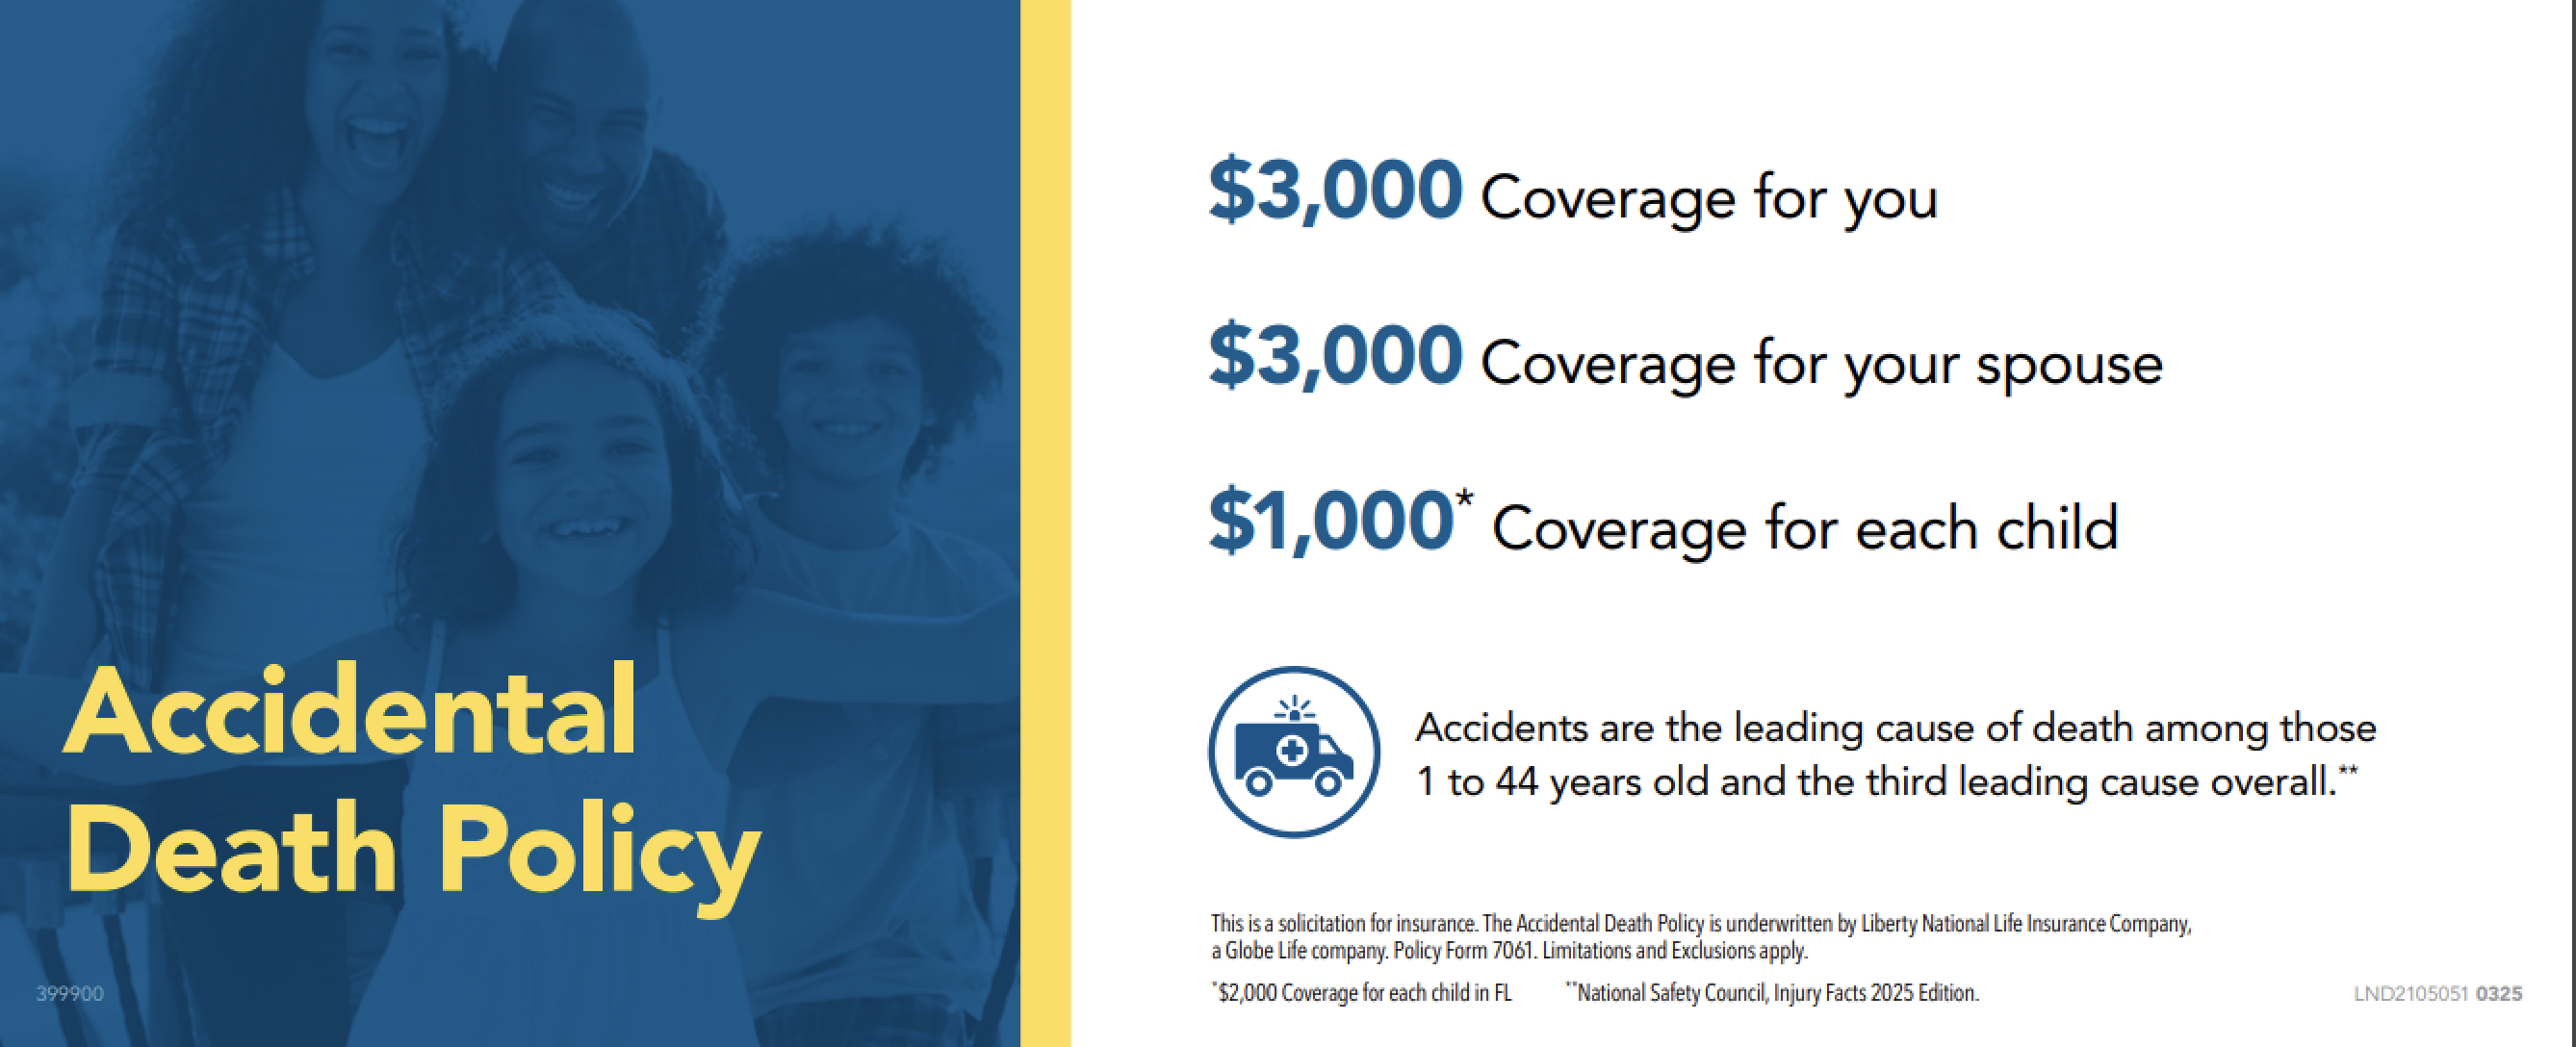 Accidental
Death Policy
399900
$3,000 Coverage for you
$3,000 Coverage for your spouse
$1,000* Coverage for each child
Accidents are the leading cause of death among those
1 to 44 years old and the third leading cause overall.**
This is a solicitation for insurance. The Accidental Death Policy is underwritten by Liberty National Life Insurance Company,
a Globe Life company. Policy Form 7061. Limitations and Exclusions apply.
*$2,000 Coverage for each child in FL **National Safety Council, Injury Facts 2025 Edition.
LND2105051 0325